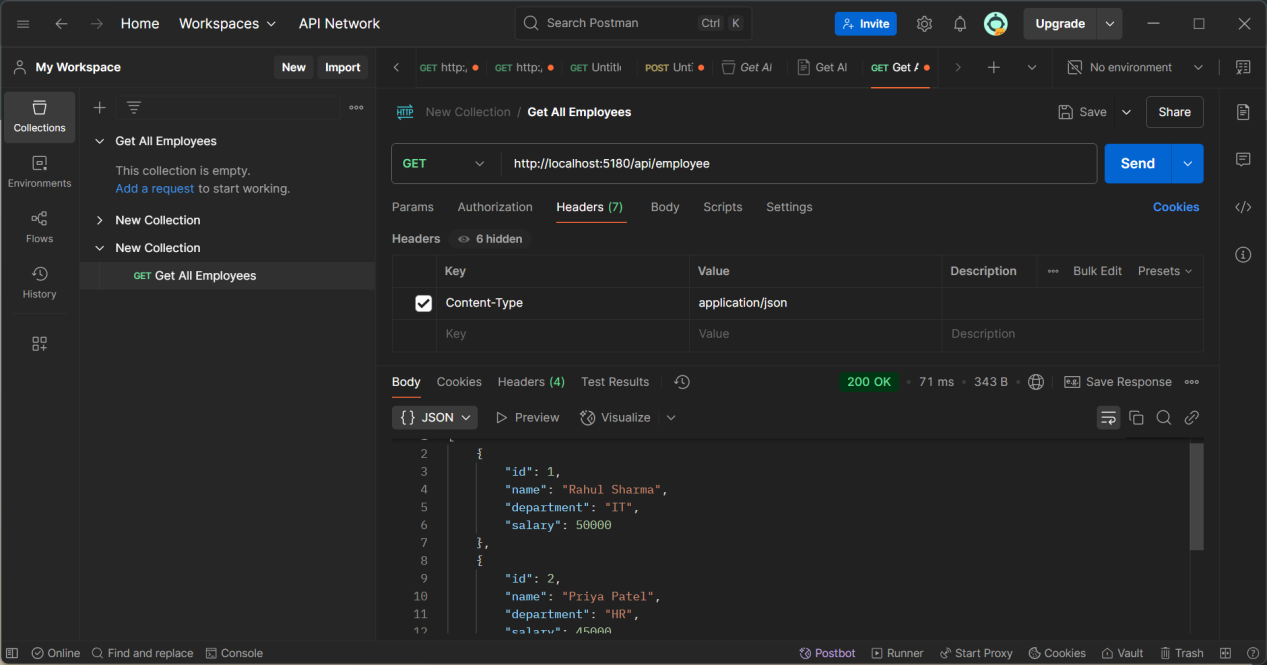 Home Workspaces API Network Search Postman Ctrl K Invite Upgrade
My Workspace New Import GET http:, GET http:, GET Untitl POST Unti Get Al Get Al GET Get A No environment
Collections
Environments
Flows
History
Get All Employees
This collection is empty.
Add a request to start working.
New Collection
New Collection
GET Get All Employees
HTTP New Collection / Get All Employees Save Share
GET http://localhost:5180/api/employee Send
Params Authorization Headers (7) Body Scripts Settings Cookies
Headers 6 hidden
Key Value Description Bulk Edit Presets
Content-Type application/json
Key Value Description
Body Cookies Headers (4) Test Results 200 OK 71 ms 343 B e.g. Save Response
{} JSON Preview Visualize
1 [
2 {
3 "id": 1,
4 "name": "Rahul Sharma",
5 "department": "IT",
6 "salary": 50000
7 },
8 {
9 "id": 2,
10 "name": "Priya Patel",
11 "department": "HR",
12 "salary": 45000
Online Find and replace Console Postbot Runner Start Proxy Cookies Vault Trash